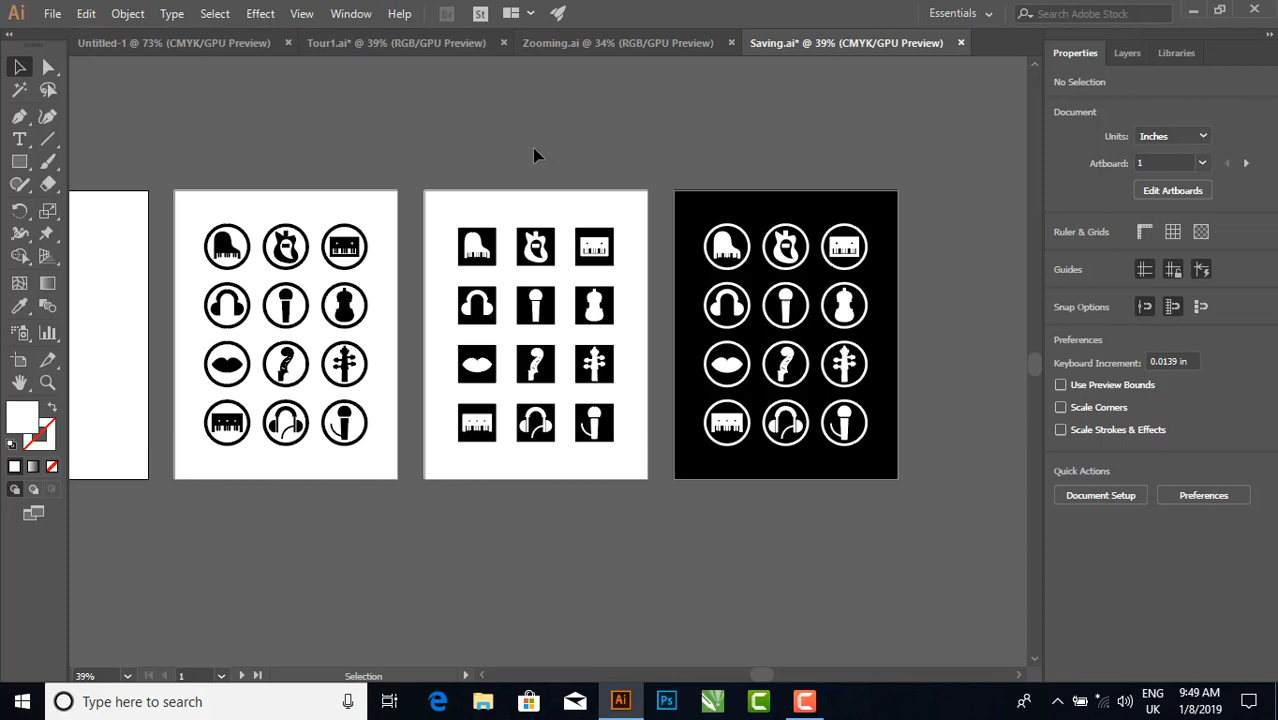 Ai File Edit Object Type Select Effect View Window Help Br St Essentials Search Adobe Stock
Untitled-1 @ 73% (CMYK/GPU Preview) Tour1.ai* @ 39% (RGB/GPU Preview) Zooming.ai @ 34% (RGB/GPU Preview) Saving.ai* @ 39% (CMYK/GPU Preview)
Properties Layers Libraries
No Selection
Document
Units: Inches
Artboard: 1
Edit Artboards
Ruler & Grids
Guides
Snap Options
Preferences
Keyboard Increment: 0.0139 in
Use Preview Bounds
Scale Corners
Scale Strokes & Effects
Quick Actions
Document Setup Preferences
39% 1 Selection
Type here to search
Ai Ps
ENG
UK
9:49 AM
1/8/2019